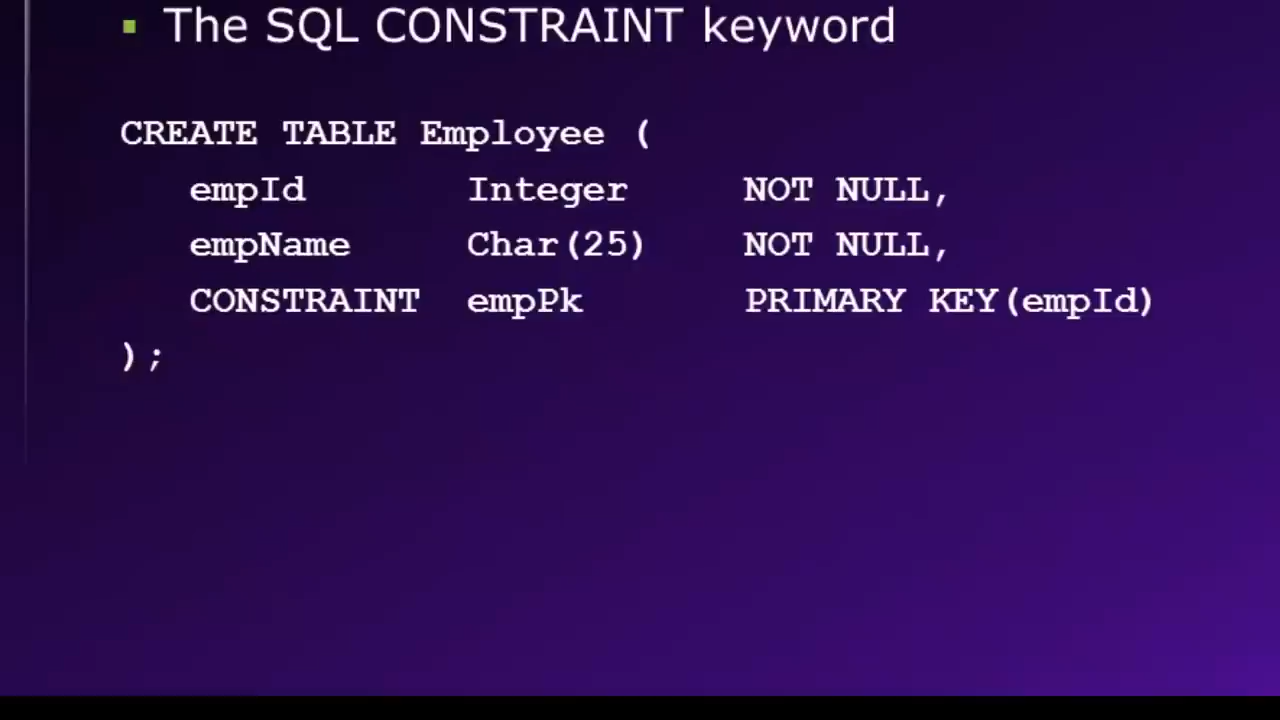 The SQL CONSTRAINT keyword
CREATE TABLE Employee (
empId Integer NOT NULL,
empName Char(25) NOT NULL,
CONSTRAINT empPk PRIMARY KEY(empId)
);